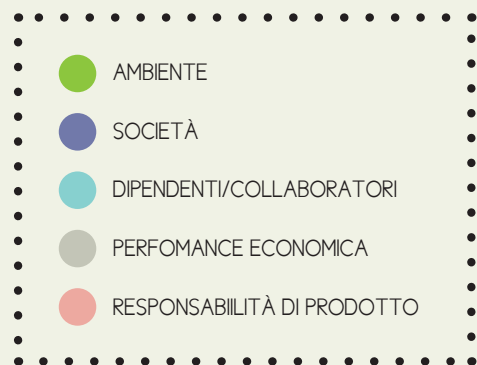 AMBIENTE
SOCIETÀ
DIPENDENTI/COLLABORATORI
PERFOMANCE ECONOMICA
RESPONSABIILITÀ DI PRODOTTO